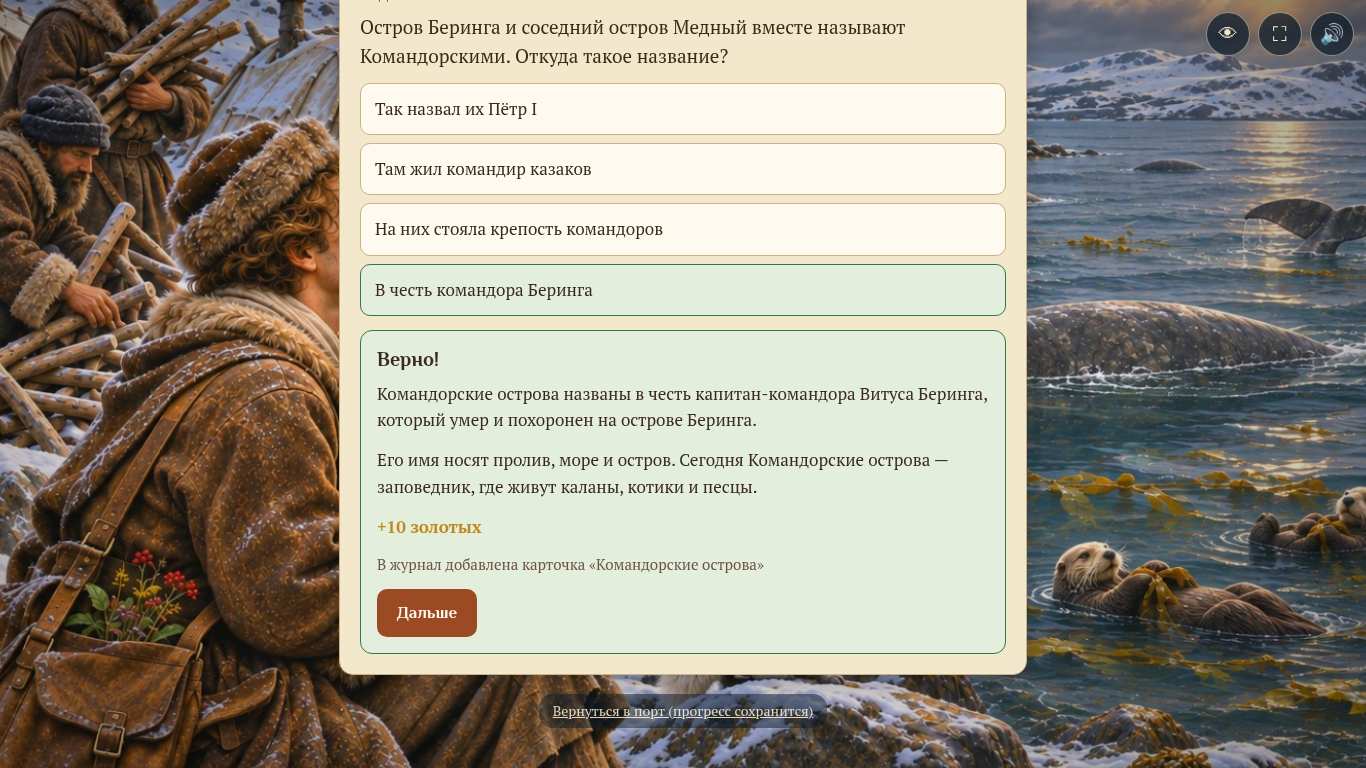 Остров Беринга и соседний остров Медный вместе называют
Командорскими. Откуда такое название?
Так назвал их Пётр I
Там жил командир казаков
На них стояла крепость командоров
В честь командора Беринга
Верно!
Командорские острова названы в честь капитан-командора Витуса Беринга,
который умер и похоронен на острове Беринга.
Его имя носят пролив, море и остров. Сегодня Командорские острова —
заповедник, где живут каланы, котики и песцы.
+10 золотых
В журнал добавлена карточка «Командорские острова»
Дальше
Вернуться в порт (прогресс сохранится)